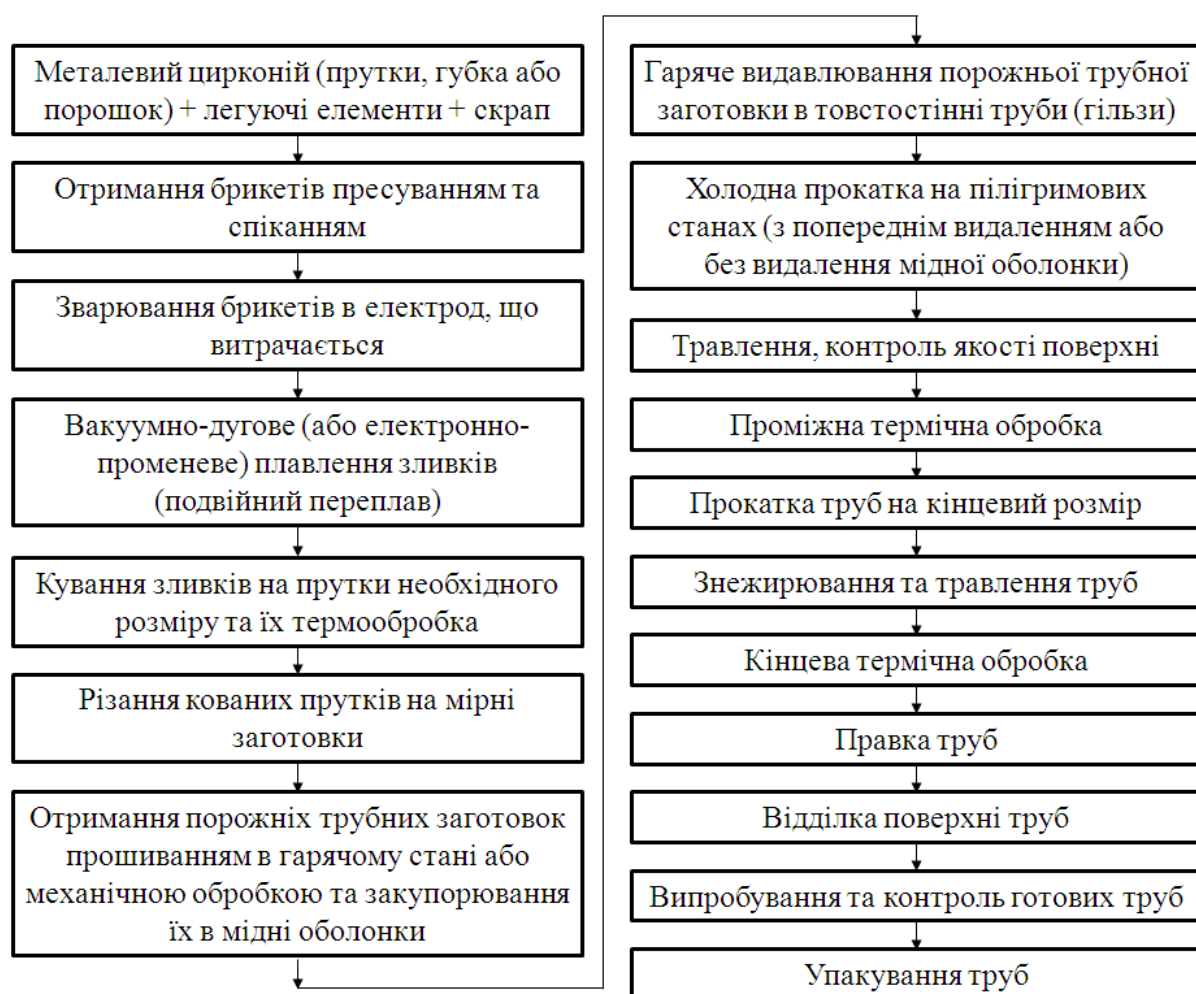 Металевий цирконій (прутки, губка або
порошок) + легуючі елементи + скрап
Отримання брикетів пресуванням та
спіканням
Зварювання брикетів в електрод, що
витрачається
Вакуумно-дугове (або електронно-
променеве) плавлення зливків
(подвійний переплав)
Кування зливків на прутки необхідного
розміру та їх термообробка
Різання кованих прутків на мірні
заготовки
Отримання порожніх трубних заготовок
прошиванням в гарячому стані або
механічною обробкою та закупорювання
їх в мідні оболонки
Гаряче видавлювання порожньої трубної
заготовки в товстостінні труби (гільзи)
Холодна прокатка на пілігримових
станах (з попереднім видаленням або
без видалення мідної оболонки)
Травлення, контроль якості поверхні
Проміжна термічна обробка
Прокатка труб на кінцевий розмір
Знежирювання та травлення труб
Кінцева термічна обробка
Правка труб
Відділка поверхні труб
Випробування та контроль готових труб
Упакування труб